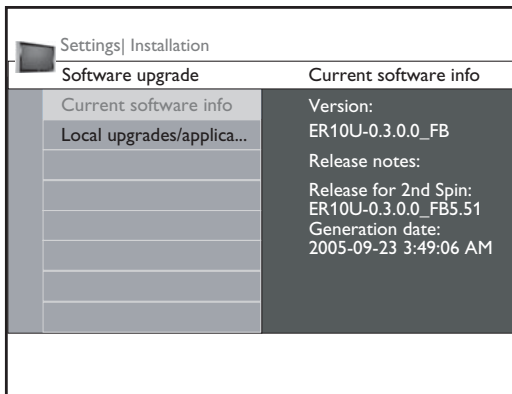 Settings| Installation
Software upgrade
Current software info
Current software info
Local upgrades/applica...
Version:
ER10U-0.3.0.0_FB
Release notes:
Release for 2nd Spin:
ER10U-0.3.0.0_FB5.51
Generation date:
2005-09-23 3:49:06 AM